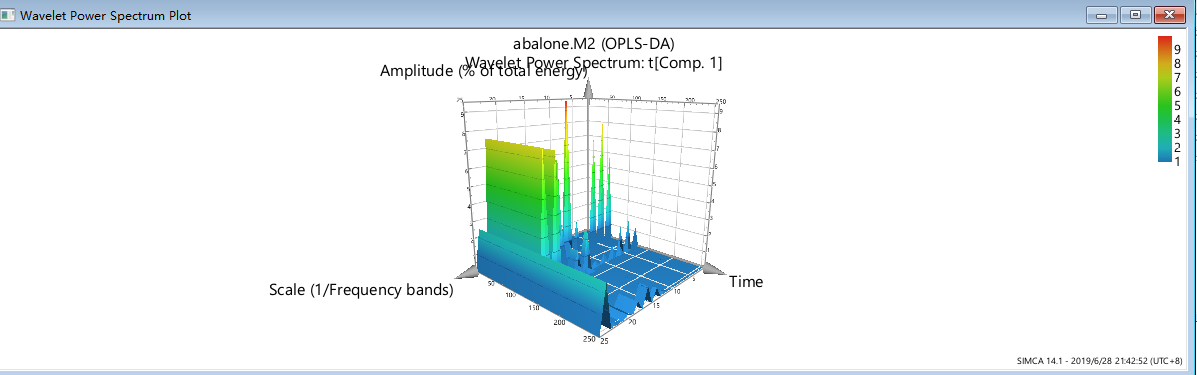 Wavelet Power Spectrum Plot
abalone.M2 (OPLS-DA)
Wavelet Power Spectrum: t[Comp. 1]
Amplitude (% of total energy)
9
8
7
6
5
4
3
2
1
Scale (1/Frequency bands)
Time
50
100
150
200
250
25
20
15
10
5
SIMCA 14.1 - 2019/6/28 21:42:52 (UTC+8)